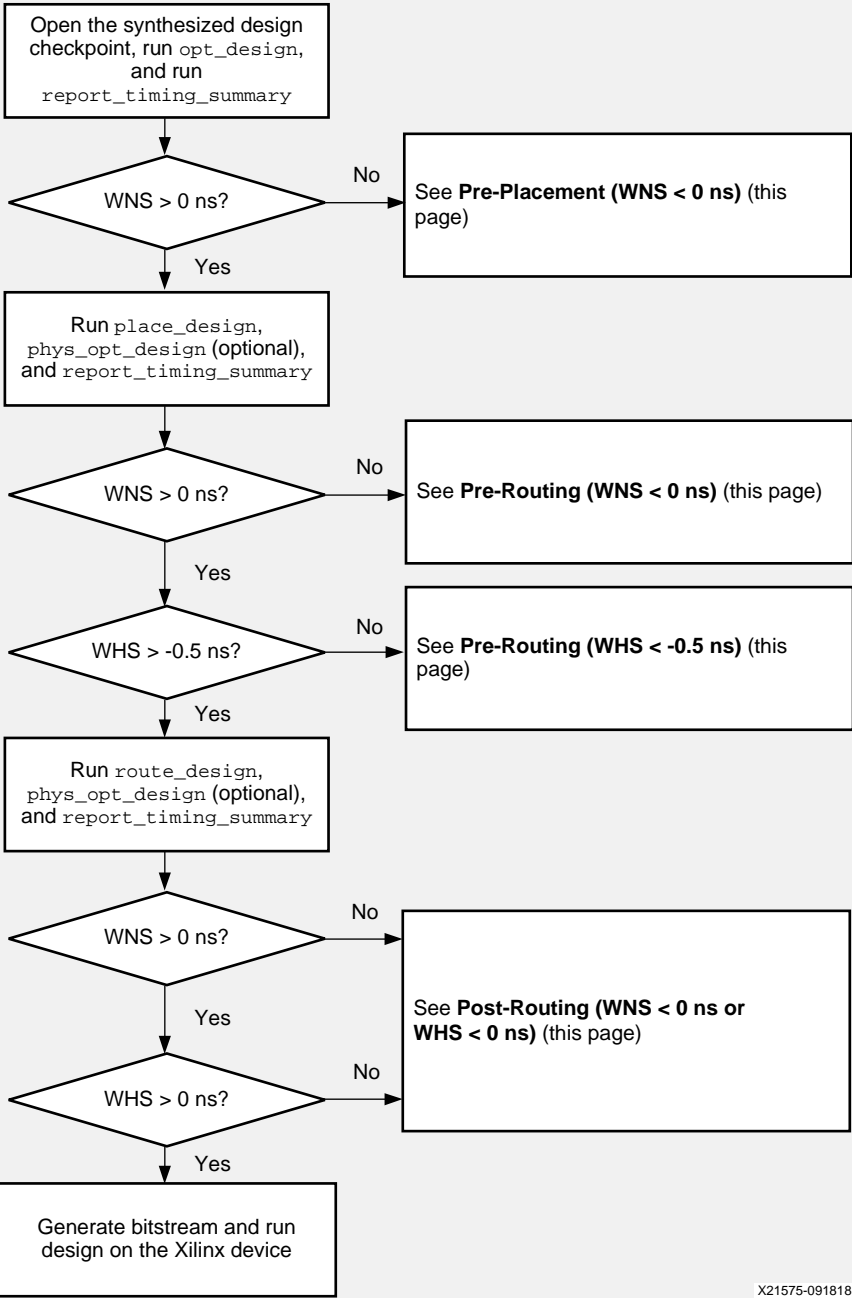 Open the synthesized design
checkpoint, run opt_design,
and run
report_timing_summary
WNS > 0 ns?
No
See Pre-Placement (WNS < 0 ns) (this
page)
Yes
Run place_design,
phys_opt_design (optional),
and report_timing_summary
WNS > 0 ns?
No
See Pre-Routing (WNS < 0 ns) (this page)
Yes
WHS > -0.5 ns?
No
See Pre-Routing (WHS < -0.5 ns) (this
page)
Yes
Run route_design,
phys_opt_design (optional),
and report_timing_summary
WNS > 0 ns?
No
Yes
See Post-Routing (WNS < 0 ns or
WHS < 0 ns) (this page)
WHS > 0 ns?
No
Yes
Generate bitstream and run
design on the Xilinx device
X21575-091818